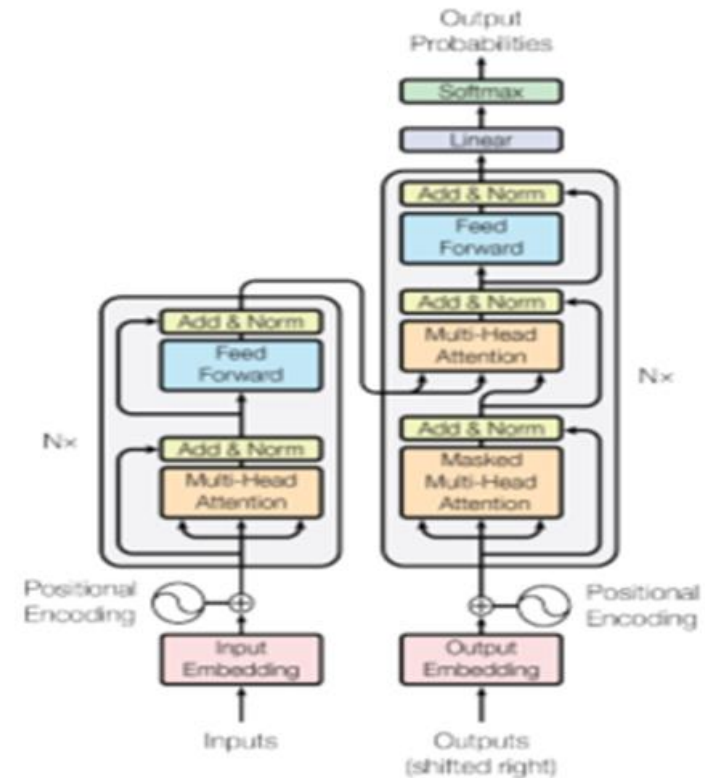 Output
Probabilities
Softmax
Linear
Add & Norm
Feed
Forward
Add & Norm
Multi-Head
Attention
Nx
Add & Norm
Masked
Multi-Head
Attention
Positional
Encoding
Output
Embedding
Outputs
(shifted right)
Add & Norm
Feed
Forward
Nx
Add & Norm
Multi-Head
Attention
Positional
Encoding
Input
Embedding
Inputs